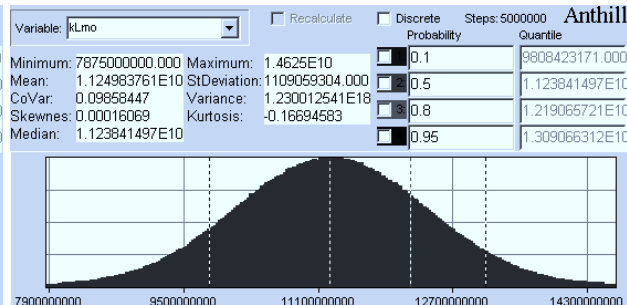 Variable: kLmo
Recalculate
Discrete Steps: 5000000 Anthill
Probability Quantile
Minimum: 7875000000.000 Maximum: 1.4625E10
Mean: 1.124983761E10 StDeviation: 1109059304.000
CoVar: 0.09858447 Variance: 1.230012541E18
Skewnes: 0.00016069 Kurtosis: -0.16694583
Median: 1.123841497E10
0.1 9808423171.000
2 0.5 1.123841497E10
3 0.8 1.219065721E10
0.95 1.309066312E10
7900000000 9500000000 11100000000 12700000000 14300000000